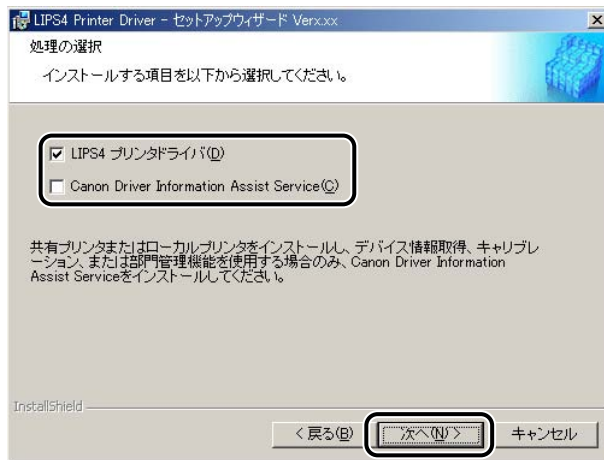 LIPS4 Printer Driver - セットアップウィザード Verx.xx
処理の選択
インストールする項目を以下から選択してください。
LIPS4 プリンタドライバ(D)
Canon Driver Information Assist Service(C)
共有プリンタまたはローカルプリンタをインストールし、デバイス情報取得、キャリブレ
ーション、または部門管理機能を使用する場合のみ、Canon Driver Information
Assist Serviceをインストールしてください。
InstallShield
< 戻る(B)
次へ(N) >
キャンセル